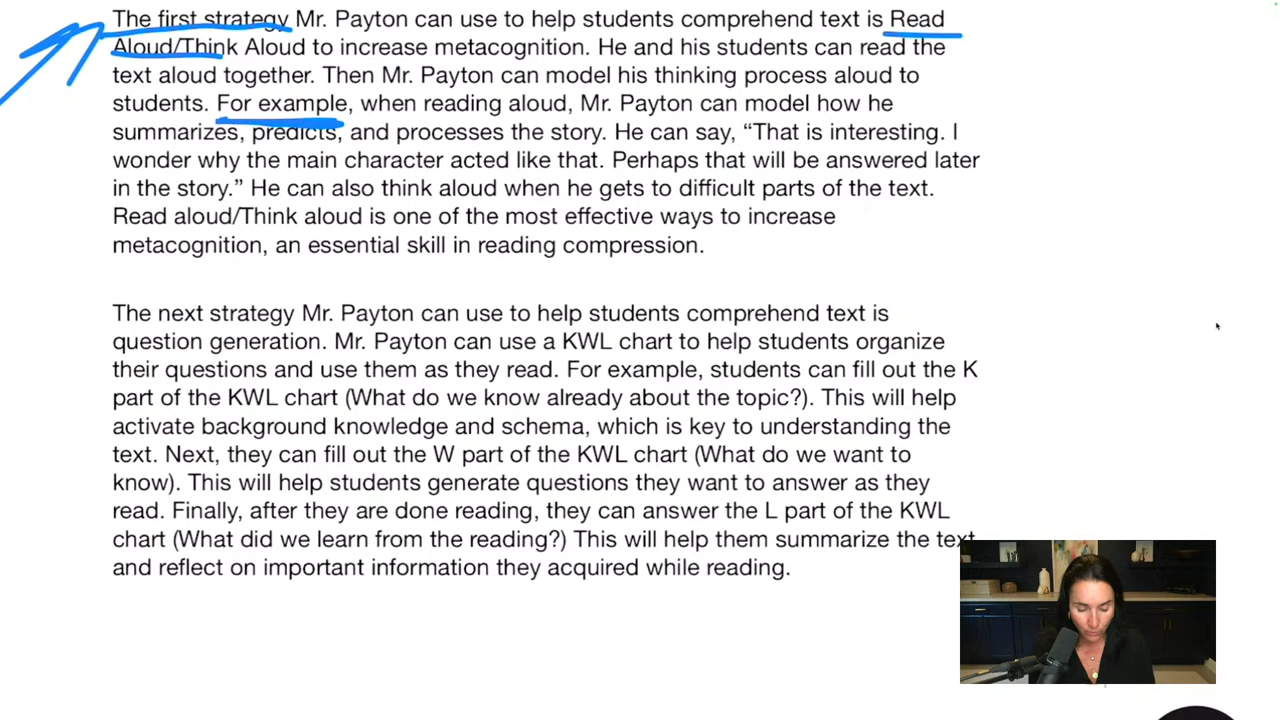 The first strategy Mr. Payton can use to help students comprehend text is Read
Aloud/Think Aloud to increase metacognition. He and his students can read the
text aloud together. Then Mr. Payton can model his thinking process aloud to
students. For example, when reading aloud, Mr. Payton can model how he
summarizes, predicts, and processes the story. He can say, “That is interesting. I
wonder why the main character acted like that. Perhaps that will be answered later
in the story.” He can also think aloud when he gets to difficult parts of the text.
Read aloud/Think aloud is one of the most effective ways to increase
metacognition, an essential skill in reading compression.
The next strategy Mr. Payton can use to help students comprehend text is
question generation. Mr. Payton can use a KWL chart to help students organize
their questions and use them as they read. For example, students can fill out the K
part of the KWL chart (What do we know already about the topic?). This will help
activate background knowledge and schema, which is key to understanding the
text. Next, they can fill out the W part of the KWL chart (What do we want to
know). This will help students generate questions they want to answer as they
read. Finally, after they are done reading, they can answer the L part of the KWL
chart (What did we learn from the reading?) This will help them summarize the text
and reflect on important information they acquired while reading.